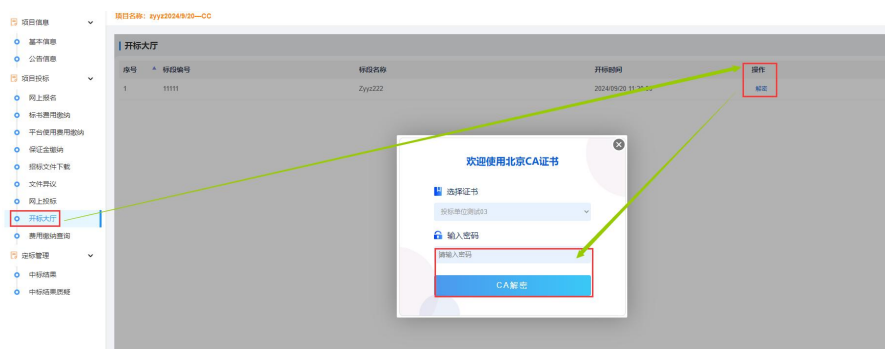 项目名称：zyyz2024/9/20---CC
项目信息
基本信息
公告信息
项目投标
网上报名
标书费用缴纳
平台使用费用缴纳
保证金缴纳
招标文件下载
文件异议
网上投标
开标大厅
费用缴纳查询
定标管理
中标结果
中标结果质疑
开标大厅
序号 标段编号 标段名称 开标时间 操作
1 11111 Zyyz222 2024/09/20 11:20:24 解密
欢迎使用北京CA证书
选择证书
投标单位测试03
输入密码
请输入密码
CA解密